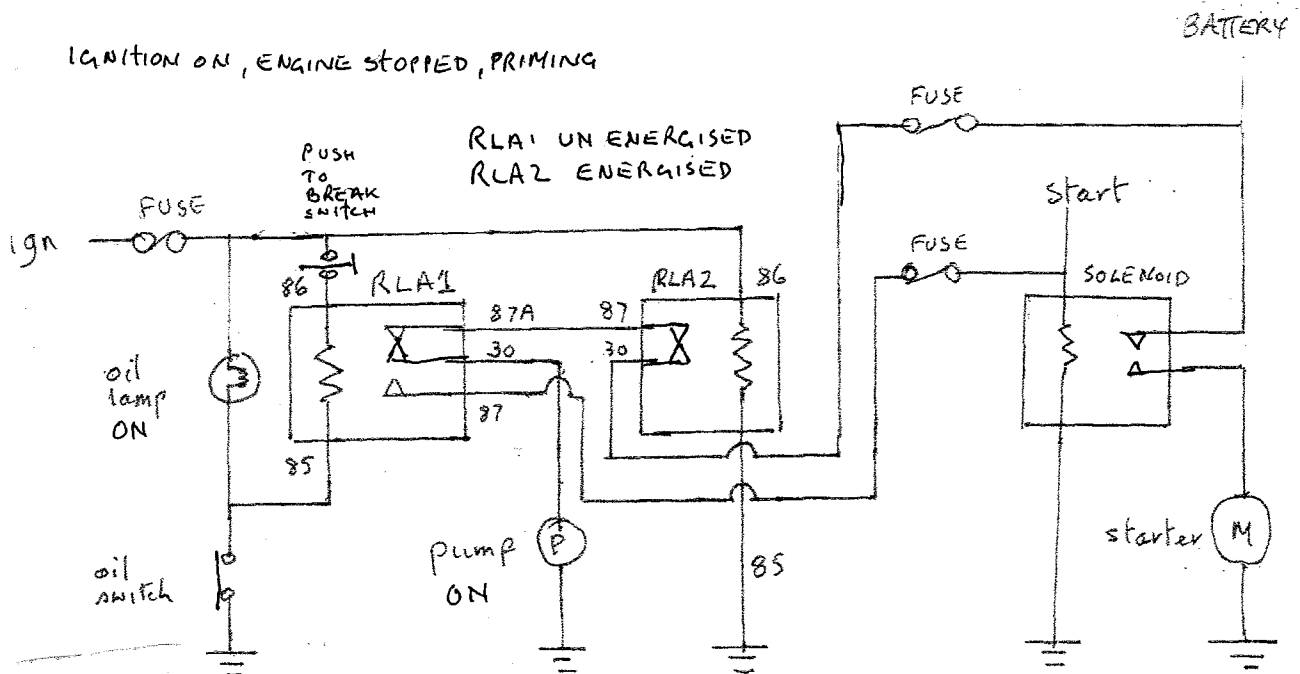 BATTERY
IGNITION ON, ENGINE STOPPED, PRIMING
FUSE
RLA1 UN ENERGISED
RLA2 ENERGISED
PUSH
TO
BREAK
SWITCH
FUSE
start
ign
FUSE
86
RLA1
RLA2
86
SOLENOID
87A
87
30
30
oil
lamp
ON
87
85
pump
ON
P
85
starter
M
oil
switch